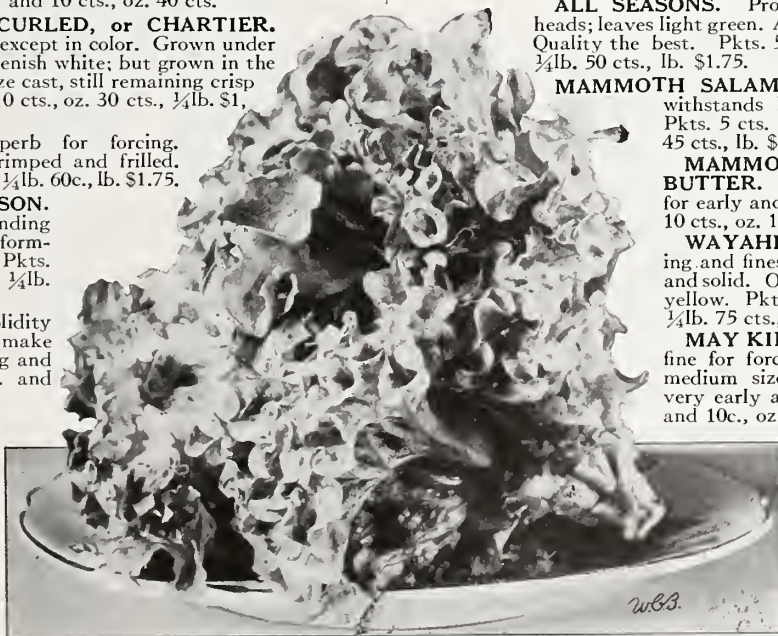 and 10 cts., oz. 40 cts.
CURLED, or CHARTIER.
except in color. Grown under
enish white; but grown in the
ze cast, still remaining crisp
0 cts., oz. 30 cts., ¼lb. $1,
perb for forcing.
rimped and frilled.
¼lb. 60c., lb. $1.75.
SON.
nding
form-
Pkts.
¼lb.
lidity
make
g and
. and
ALL SEASONS. Pro
heads; leaves light green. A
Quality the best. Pkts. 5
¼lb. 50 cts., lb. $1.75.
MAMMOTH SALAM
withstands
Pkts. 5 cts.
45 cts., lb. $
MAMMO
BUTTER.
for early and
10 cts., oz. 1
WAYAHE
ing and fines
and solid. O
yellow. Pkt
¼lb. 75 cts.,
MAY KI
fine for forc
medium size
very early a
and 10c., oz
W.&B.